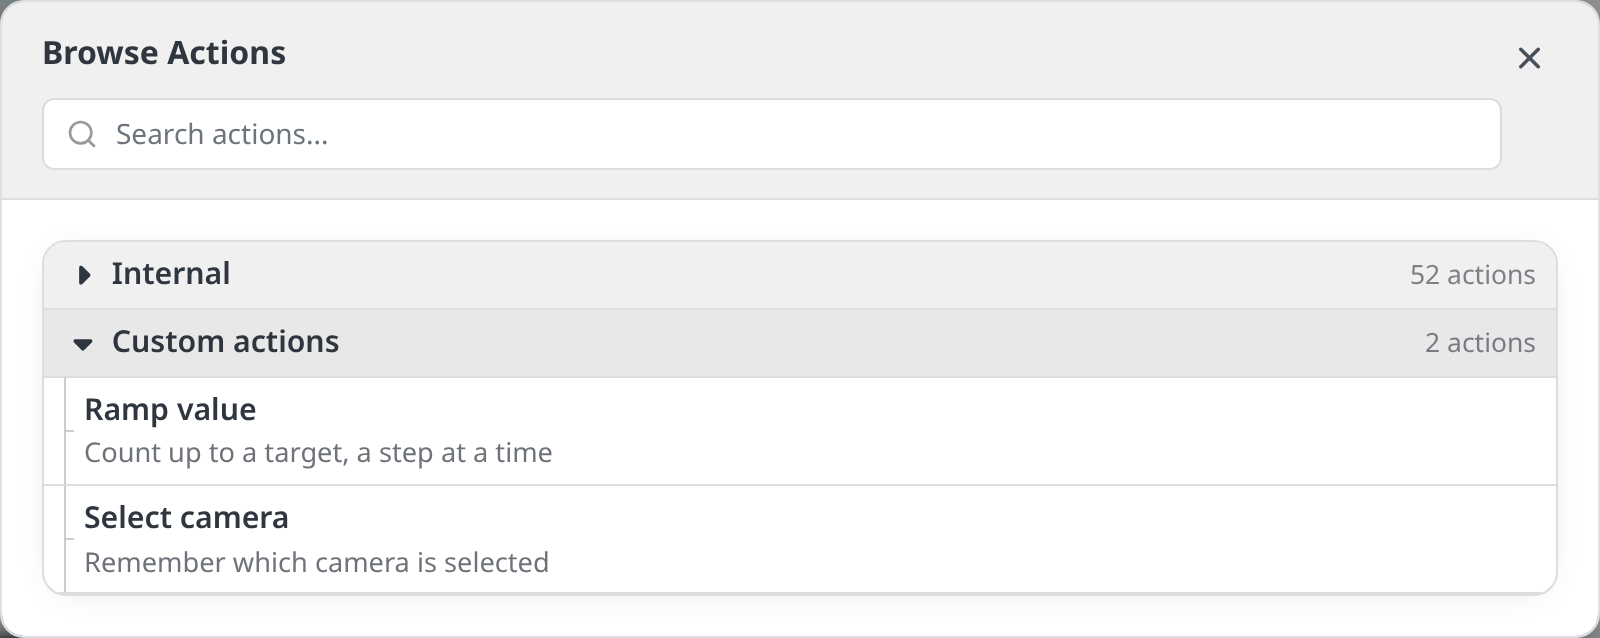 Browse Actions
Search actions...
Internal 52 actions
Custom actions 2 actions
Ramp value
Count up to a target, a step at a time
Select camera
Remember which camera is selected